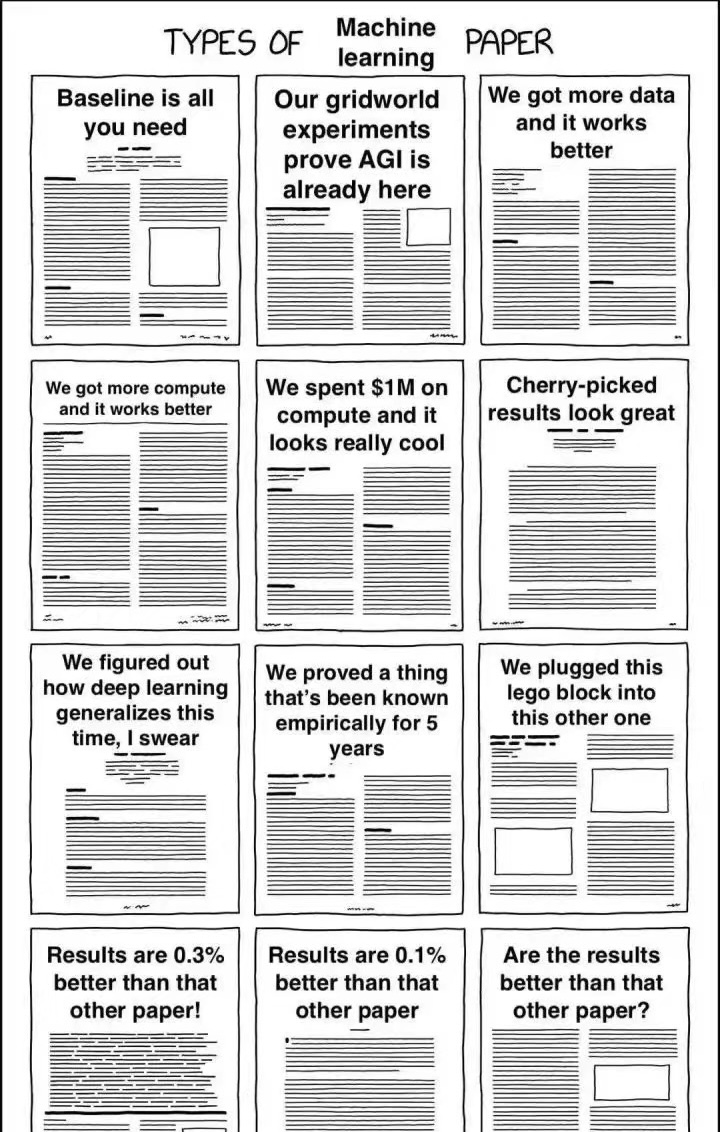 TYPES OF Machine learning PAPER
Baseline is all
you need
Our gridworld
experiments
prove AGI is
already here
We got more data
and it works
better
We got more compute
and it works better
We spent $1M on
compute and it
looks really cool
Cherry-picked
results look great
We figured out
how deep learning
generalizes this
time, I swear
We proved a thing
that's been known
empirically for 5
years
We plugged this
lego block into
this other one
Results are 0.3%
better than that
other paper!
Results are 0.1%
better than that
other paper
Are the results
better than that
other paper?